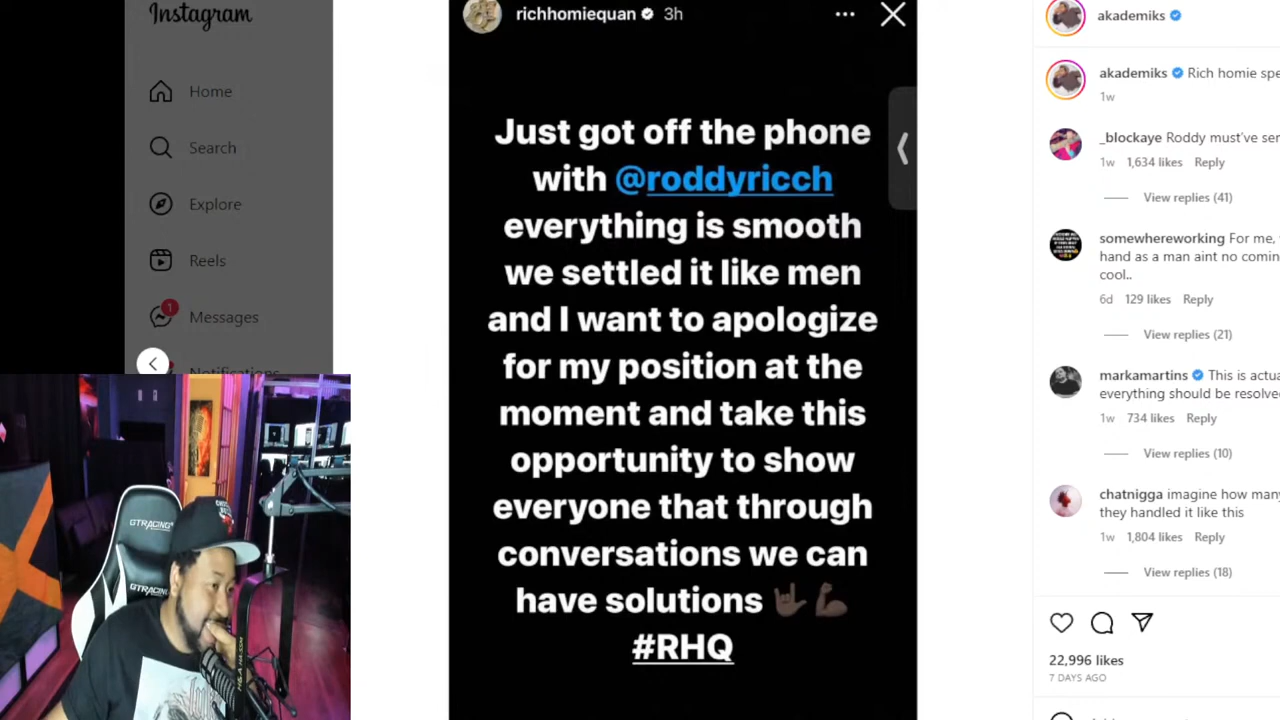 Instagram
Home
Search
Explore
Reels
1
Messages
Notifications
richhomiequan 3h
Just got off the phone
with @roddyricch
everything is smooth
we settled it like men
and I want to apologize
for my position at the
moment and take this
opportunity to show
everyone that through
conversations we can
have solutions 🤟🏿💪🏿
#RHQ
akademiks
akademiks Rich homie spe
1w
_blockaye Roddy must've ser
1w 1,634 likes Reply
View replies (41)
somewhereworking For me,
hand as a man aint no comin
cool..
6d 129 likes Reply
View replies (21)
markamartins This is actu
everything should be resolve
1w 734 likes Reply
View replies (10)
chatnigga imagine how many
they handled it like this
1w 1,804 likes Reply
View replies (18)
22,996 likes
7 DAYS AGO
GTRACING
GTRACING